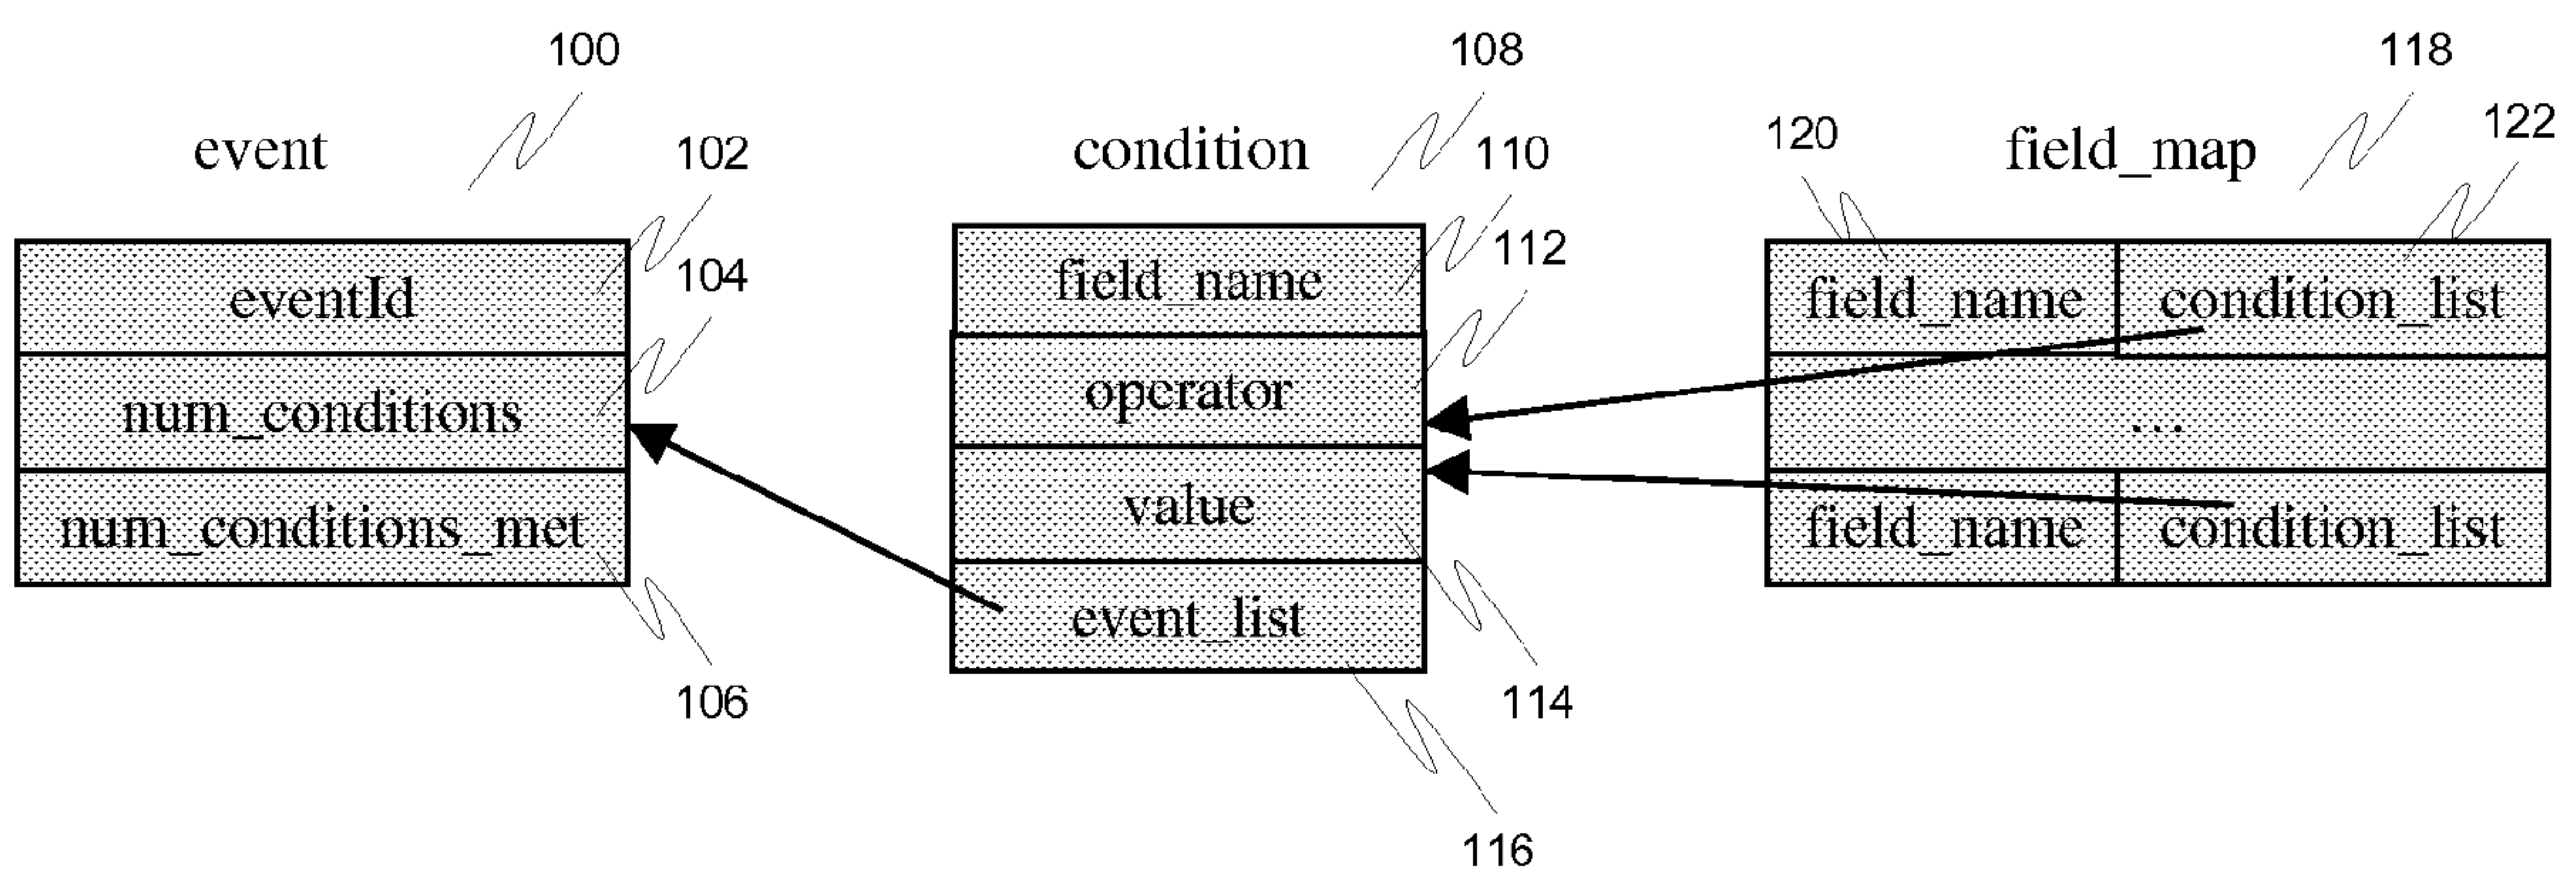 100
108
118
event
102
condition
110
120
field_map
122
eventId
104
field_name
112
field_name
condition_list
num_conditions
operator
...
num_conditions_met
value
field_name
condition_list
event_list
106
114
116